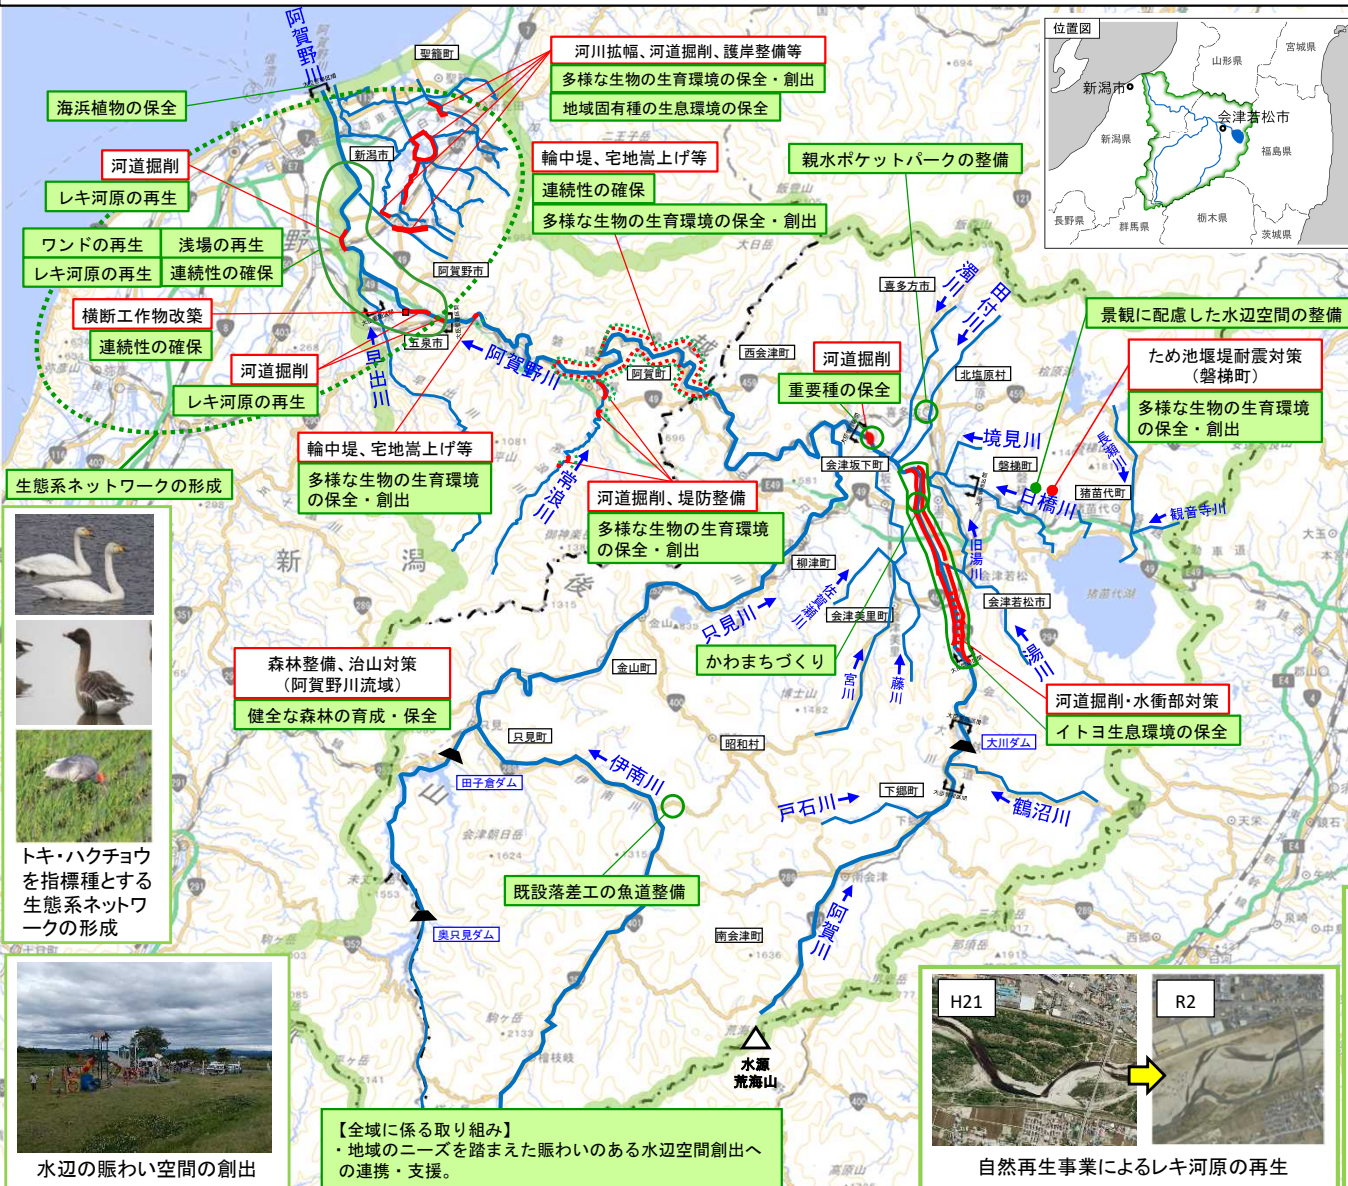 阿賀野川
聖籠町
河川拡幅、河道掘削、護岸整備等
多様な生物の生育環境の保全・創出
地域固有種の生息環境の保全
海浜植物の保全
新潟市
河道掘削
レキ河原の再生
輪中堤、宅地嵩上げ等
連続性の確保
多様な生物の生育環境の保全・創出
親水ポケットパークの整備
位置図
宮城県
山形県
新潟市
会津若松市
新潟県
福島県
長野県
群馬県
栃木県
茨城県
ワンドの再生
浅場の再生
レキ河原の再生
連続性の確保
阿賀野市
濁川
田付川
喜多方市
横断工作物改築
連続性の確保
五泉市
早出川
阿賀野川
阿賀町
西会津町
河道掘削
重要種の保全
北塩原村
景観に配慮した水辺空間の整備
ため池堰堤耐震対策
（磐梯町）
多様な生物の生育環境
の保全・創出
河道掘削
レキ河原の再生
輪中堤、宅地嵩上げ等
多様な生物の生育環境
の保全・創出
常浪川
河道掘削、堤防整備
多様な生物の生育環境
の保全・創出
会津坂下町
境見川
磐梯町
日橋川
長瀬川
猪苗代町
観音寺川
猪苗代湖
生態系ネットワークの形成
新
潟
柳津町
佐賀瀬川
会津美里町
旧湯川
会津若松市
湯川
只見川
かわまちづくり
宮川
藤川
金山町
森林整備、治山対策
（阿賀野川流域）
健全な森林の育成・保全
河道掘削・水衝部対策
イトヨ生息環境の保全
只見町
昭和村
大川ダム
田子倉ダム
伊南川
戸石川
下郷町
鶴沼川
トキ・ハクチョウ
を指標種とする
生態系ネットワ
ークの形成
既設落差工の魚道整備
奥只見ダム
南会津町
阿賀川
水源
荒海山
水辺の賑わい空間の創出
【全域に係る取り組み】
・地域のニーズを踏まえた賑わいのある水辺空間創出へ
の連携・支援。
H21
R2
自然再生事業によるレキ河原の再生